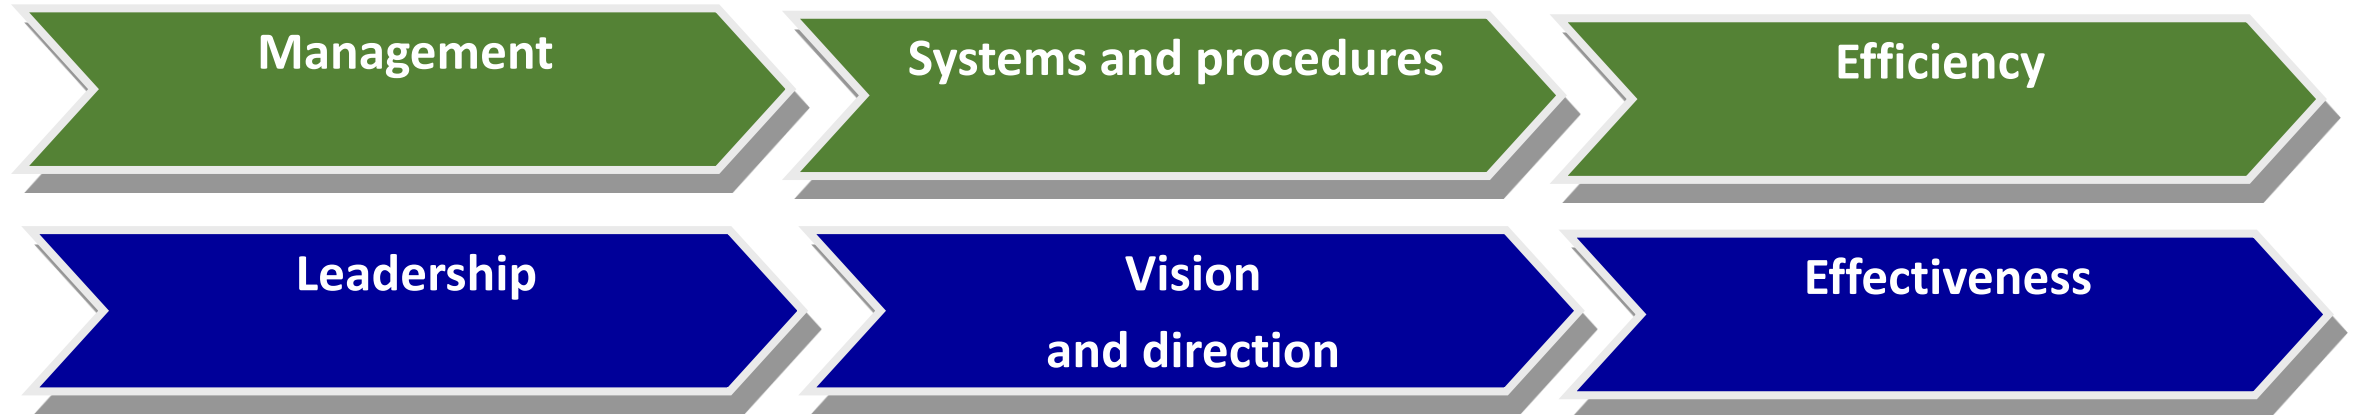 Management
Systems and procedures
Efficiency
Leadership
Vision
and direction
Effectiveness